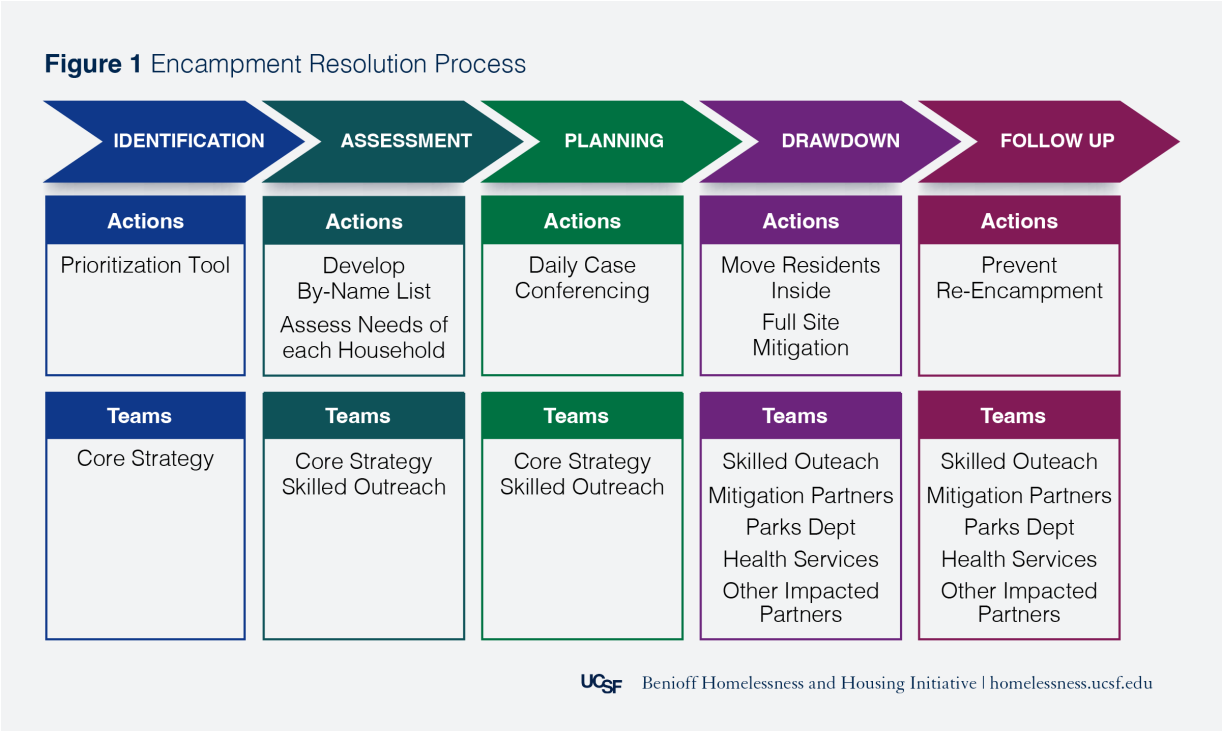 Figure 1 Encampment Resolution Process
IDENTIFICATION
ASSESSMENT
PLANNING
DRAWDOWN
FOLLOW UP
Actions
Prioritization Tool
Actions
Develop
By-Name List
Assess Needs of
each Household
Actions
Daily Case
Conferencing
Actions
Move Residents
Inside
Full Site
Mitigation
Actions
Prevent
Re-Encampment
Teams
Core Strategy
Teams
Core Strategy
Skilled Outreach
Teams
Core Strategy
Skilled Outreach
Teams
Skilled Outeach
Mitigation Partners
Parks Dept
Health Services
Other Impacted
Partners
Teams
Skilled Outeach
Mitigation Partners
Parks Dept
Health Services
Other Impacted
Partners
UCSF Benioff Homelessness and Housing Initiative | homelessness.ucsf.edu